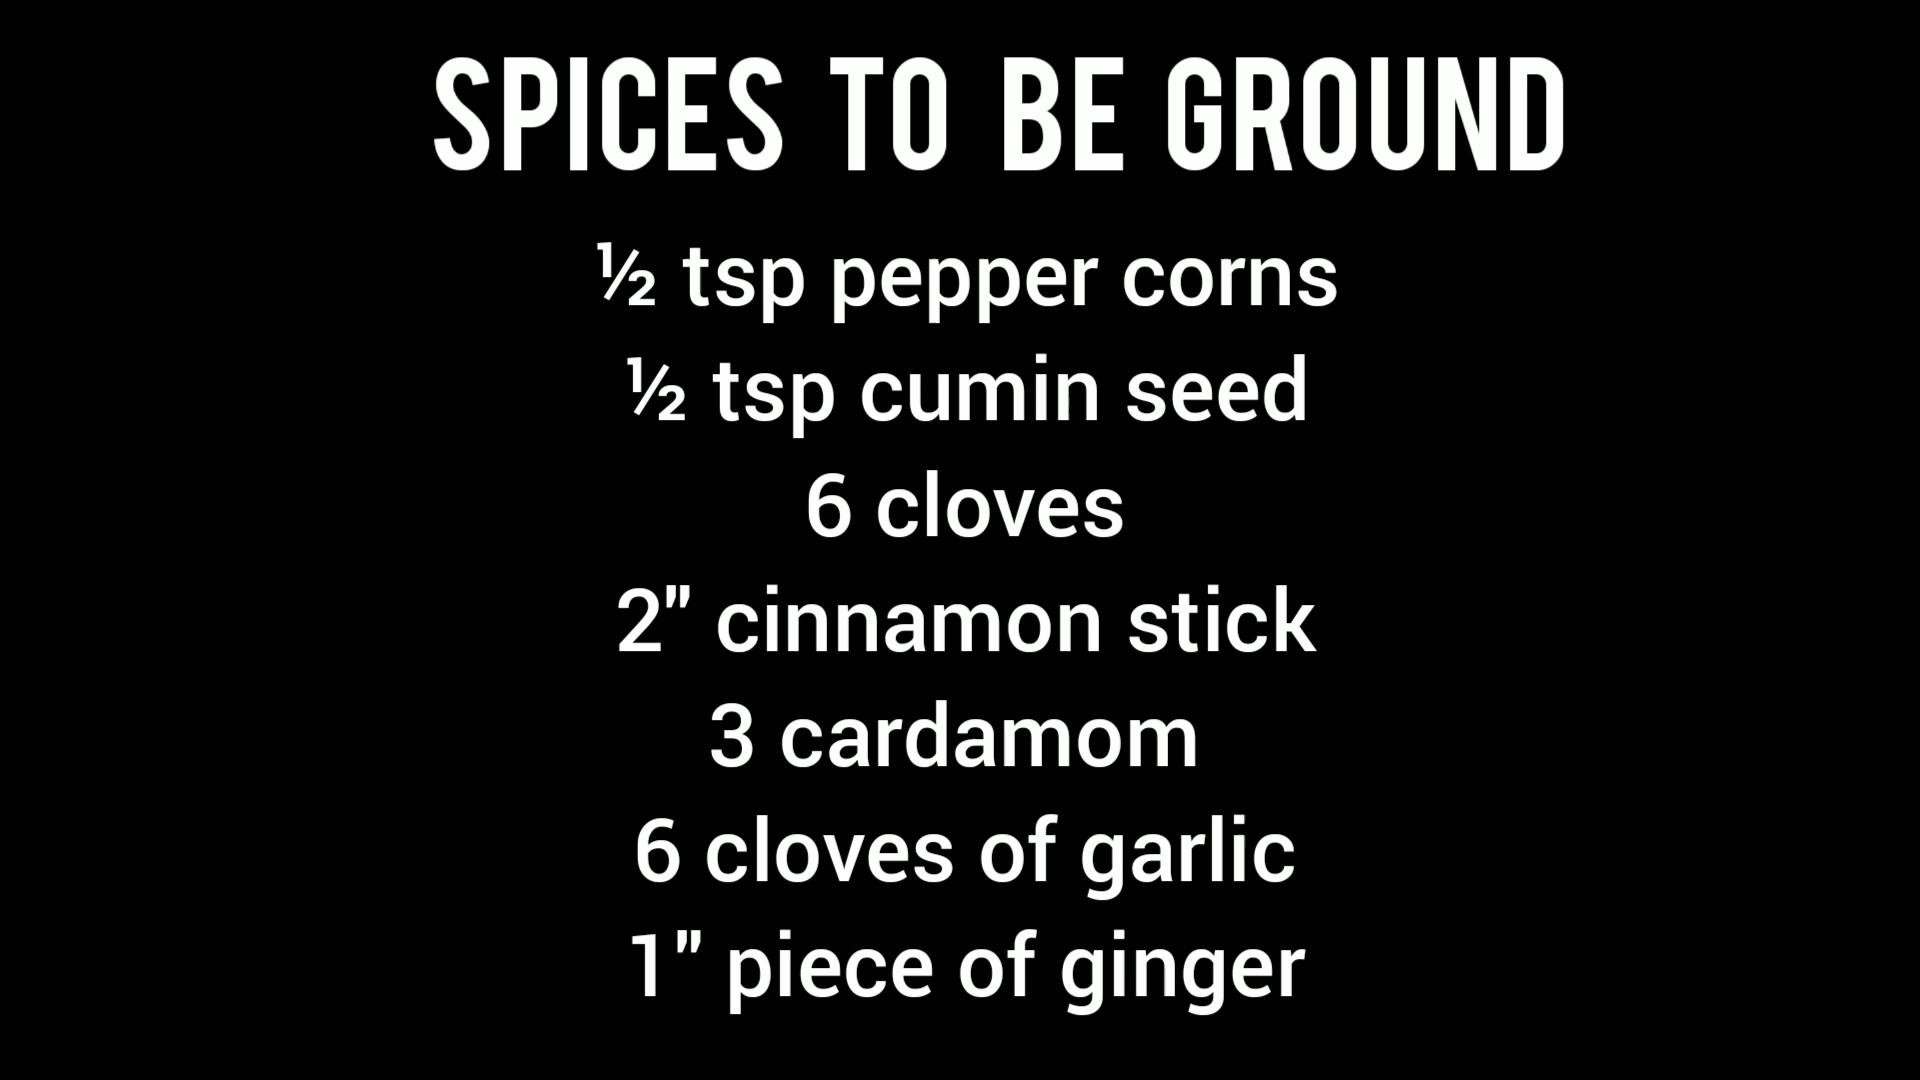 SPICES TO BE GROUND
½ tsp pepper corns
½ tsp cumin seed
6 cloves
2" cinnamon stick
3 cardamom
6 cloves of garlic
1" piece of ginger